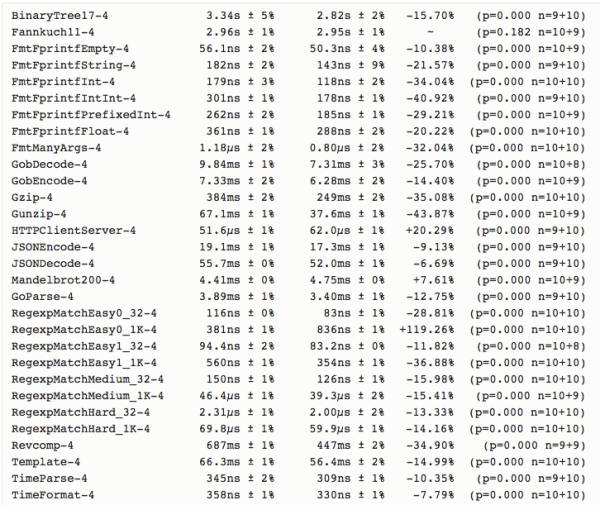 BinaryTree17-4 3.34s ± 5% 2.82s ± 2% -15.70% (p=0.000 n=9+10)
Fannkuch11-4 2.96s ± 1% 2.95s ± 1% ~ (p=0.182 n=10+9)
FmtFprintfEmpty-4 56.1ns ± 2% 50.3ns ± 4% -10.38% (p=0.000 n=10+9)
FmtFprintfString-4 182ns ± 2% 143ns ± 9% -21.57% (p=0.000 n=10+9)
FmtFprintfInt-4 179ns ± 3% 118ns ± 2% -34.04% (p=0.000 n=10+10)
FmtFprintfIntInt-4 301ns ± 1% 178ns ± 1% -40.92% (p=0.000 n=10+9)
FmtFprintfPrefixedInt-4 262ns ± 2% 185ns ± 1% -29.21% (p=0.000 n=10+9)
FmtFprintfFloat-4 361ns ± 1% 288ns ± 2% -20.22% (p=0.000 n=10+10)
FmtManyArgs-4 1.18µs ± 2% 0.80µs ± 2% -32.04% (p=0.000 n=10+10)
GobDecode-4 9.84ms ± 1% 7.31ms ± 3% -25.70% (p=0.000 n=10+8)
GobEncode-4 7.33ms ± 2% 6.28ms ± 2% -14.40% (p=0.000 n=10+9)
Gzip-4 384ms ± 2% 249ms ± 2% -35.08% (p=0.000 n=10+10)
Gunzip-4 67.1ms ± 1% 37.6ms ± 1% -43.87% (p=0.000 n=10+9)
HTTPClientServer-4 51.6µs ± 1% 62.0µs ± 1% +20.29% (p=0.000 n=10+9)
JSONEncode-4 19.1ms ± 1% 17.3ms ± 1% -9.13% (p=0.000 n=10+10)
JSONDecode-4 55.7ms ± 0% 52.0ms ± 1% -6.69% (p=0.000 n=10+10)
Mandelbrot200-4 4.41ms ± 0% 4.75ms ± 0% +7.61% (p=0.000 n=10+9)
GoParse-4 3.89ms ± 1% 3.40ms ± 1% -12.75% (p=0.000 n=10+9)
RegexpMatchEasy0_32-4 116ns ± 0% 83ns ± 1% -28.81% (p=0.000 n=10+10)
RegexpMatchEasy0_1K-4 381ns ± 1% 836ns ± 1% +119.26% (p=0.000 n=10+10)
RegexpMatchEasy1_32-4 94.4ns ± 2% 83.2ns ± 0% -11.82% (p=0.000 n=10+8)
RegexpMatchEasy1_1K-4 560ns ± 1% 354ns ± 1% -36.88% (p=0.000 n=10+10)
RegexpMatchMedium_32-4 150ns ± 1% 126ns ± 1% -15.98% (p=0.000 n=10+10)
RegexpMatchMedium_1K-4 46.4µs ± 1% 39.3µs ± 2% -15.41% (p=0.000 n=10+9)
RegexpMatchHard_32-4 2.31µs ± 1% 2.00µs ± 1% -13.33% (p=0.000 n=10+10)
RegexpMatchHard_1K-4 69.8µs ± 1% 59.9µs ± 1% -14.16% (p=0.000 n=10+10)
Revcomp-4 687ms ± 1% 447ms ± 2% -34.90% (p=0.000 n=9+9)
Template-4 66.3ms ± 1% 56.4ms ± 2% -14.99% (p=0.000 n=10+10)
TimeParse-4 345ns ± 2% 309ns ± 1% -10.35% (p=0.000 n=10+9)
TimeFormat-4 358ns ± 1% 330ns ± 1% -7.79% (p=0.000 n=10+10)